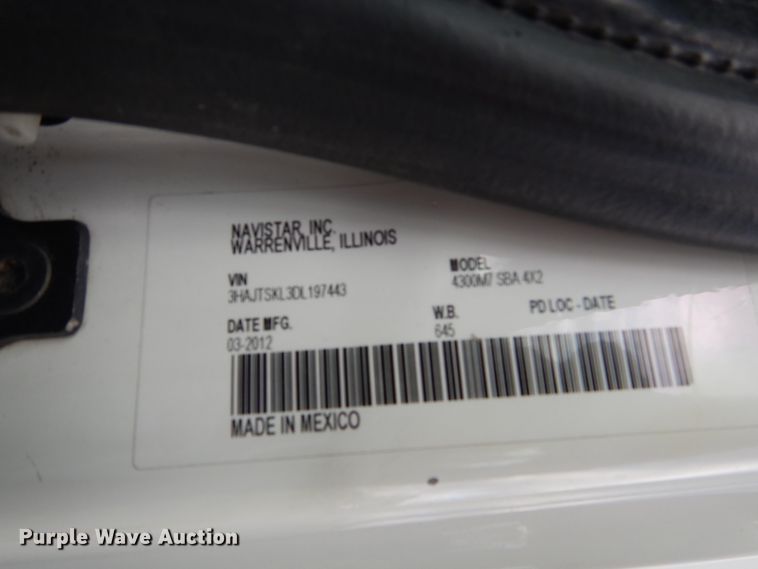 NAVISTAR, INC.
WARRENVILLE, ILLINOIS
VIN
3HAJTSKL3DL197443
MODEL
4300M7 SBA 4X2
DATE MFG.
03-2012
W.B.
645
PD LOC - DATE
MADE IN MEXICO
Purple Wave Auction